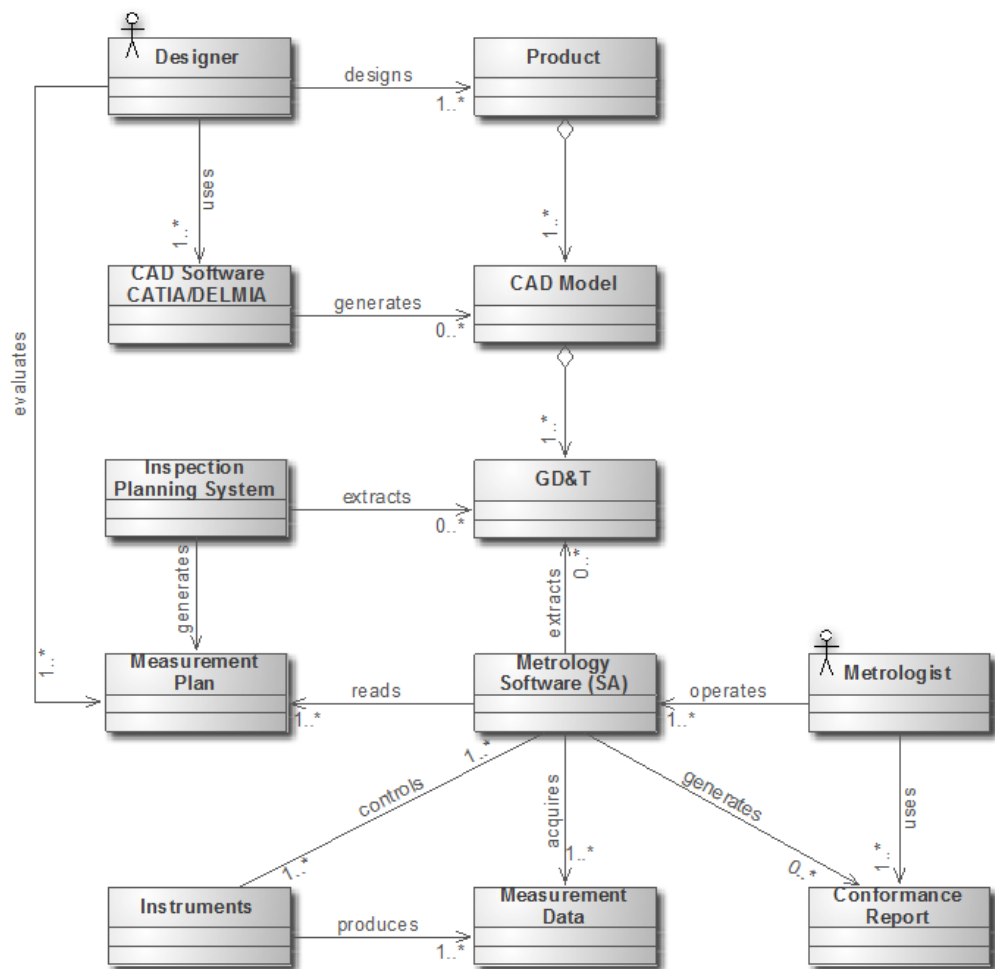 Designer
Product
designs
1..*
uses
1..*
1..*
CAD Software
CATIA/DELMIA
CAD Model
generates
0..*
evaluates
1..*
Inspection
Planning System
GD&T
extracts
0..*
generates
extracts
0..*
1..*
Measurement
Plan
Metrology
Software (SA)
Metrologist
reads
1..*
operates
1..*
controls
1..*
1..*
acquires
1..*
generates
0..*
uses
1..*
Instruments
Measurement
Data
Conformance
Report
produces
1..*